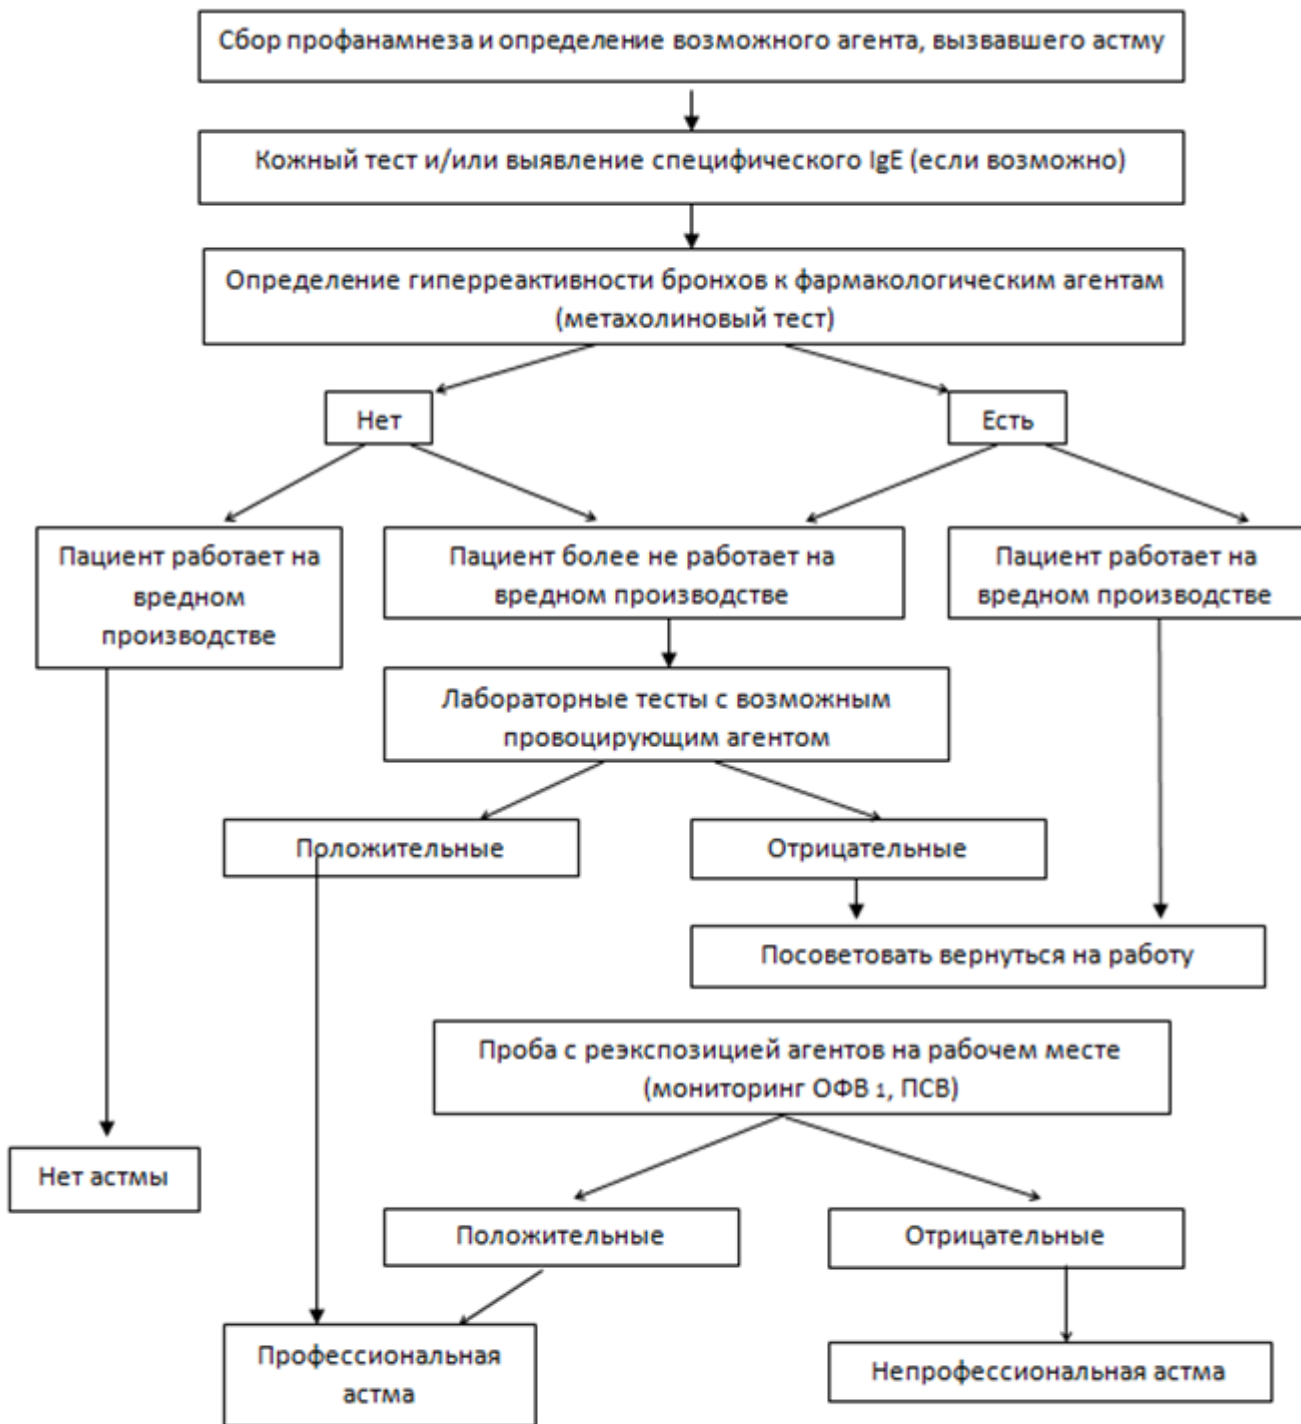 Сбор профанамнеза и определение возможного агента, вызвавшего астму
Кожный тест и/или выявление специфического IgE (если возможно)
Определение гиперреактивности бронхов к фармакологическим агентам
(метахолиновый тест)
Нет
Есть
Пациент работает на
вредном
производстве
Пациент более не работает на
вредном производстве
Пациент работает на
вредном производстве
Лабораторные тесты с возможным
провоцирующим агентом
Положительные
Отрицательные
Посоветовать вернуться на работу
Проба с реэкспозицией агентов на рабочем месте
(мониторинг ОФВ 1, ПСВ)
Нет астмы
Положительные
Отрицательные
Профессиональная
астма
Непрофессиональная астма